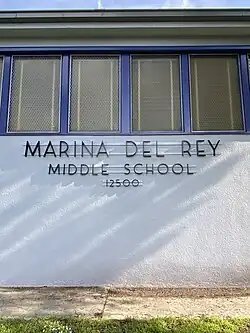 MARINA DEL REY
MIDDLE SCHOOL
12500